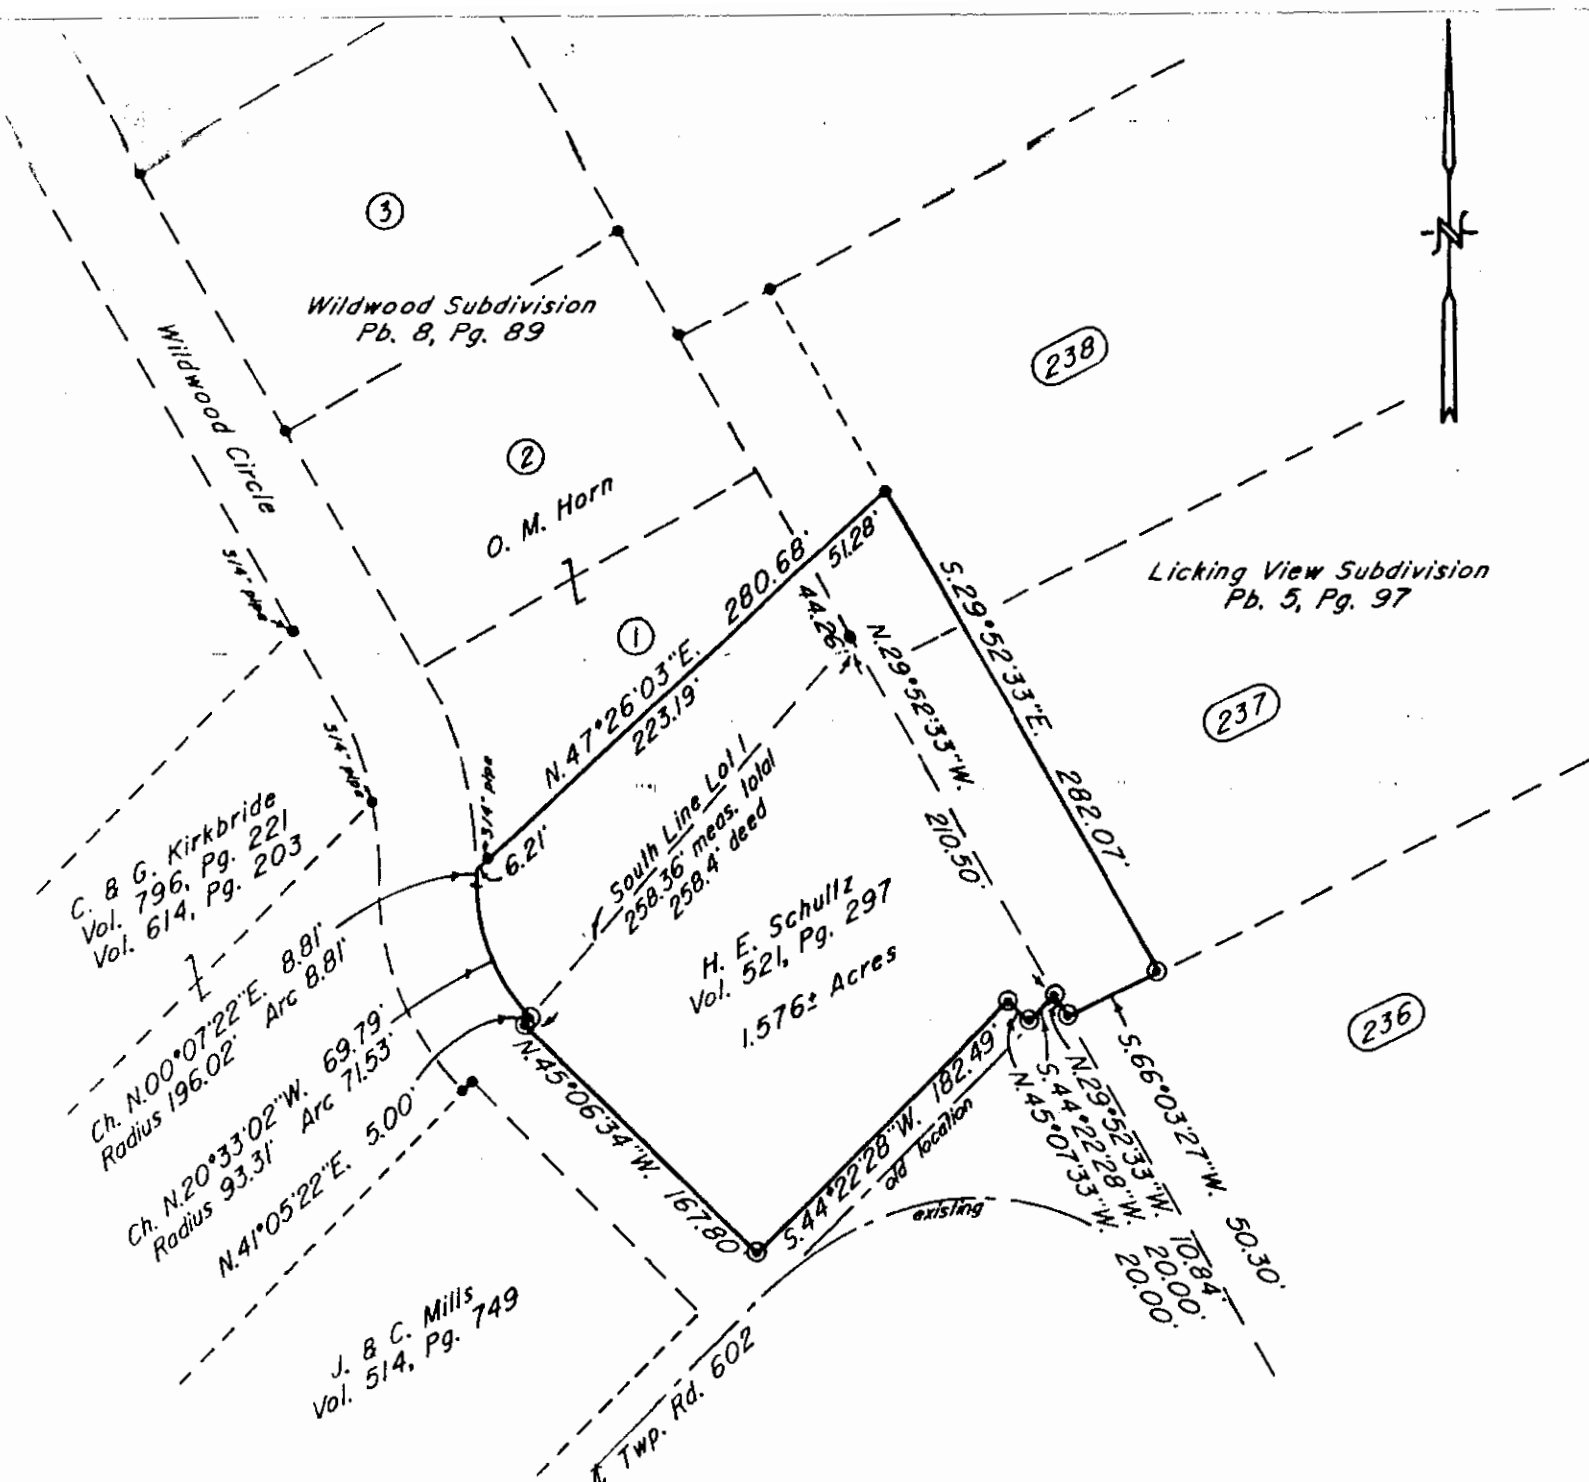 N
3
Wildwood Subdivision
Pb. 8, Pg. 89
Wildwood Circle
238
2
O. M. Horn
3/4" pipe
Licking View Subdivision
Pb. 5, Pg. 97
1
N.47°26'03"E. 280.68'
51.28'
223.19'
44.26'
S.29°52'33"E. 282.07'
N.29°52'33"W. 210.50'
237
3/4" pipe
3/4" pipe
6.21'
South Line Lot 1
258.36' meas. total
258.4' deed
C. & G. Kirkbride
Vol. 796, Pg. 221
Vol. 614, Pg. 203
H. E. Schultz
Vol. 521, Pg. 297
1.576± Acres
236
Ch. N.00°07'22"E. 8.81'
Radius 196.02' Arc 8.81'
Ch. N.20°33'02"W. 69.79'
Radius 93.31' Arc 71.53'
N.41°05'22"E. 5.00'
N.45°06'34"W. 167.80
S.44°22'28"W. 182.49'
old location
existing
S.66°03'27"W. 50.30'
N.29°52'33"W. 10.84'
S.44°22'28"W. 20.00'
N.45°07'33"W. 20.00'
J. & C. Mills
Vol. 514, Pg. 749
Twp. Rd. 602